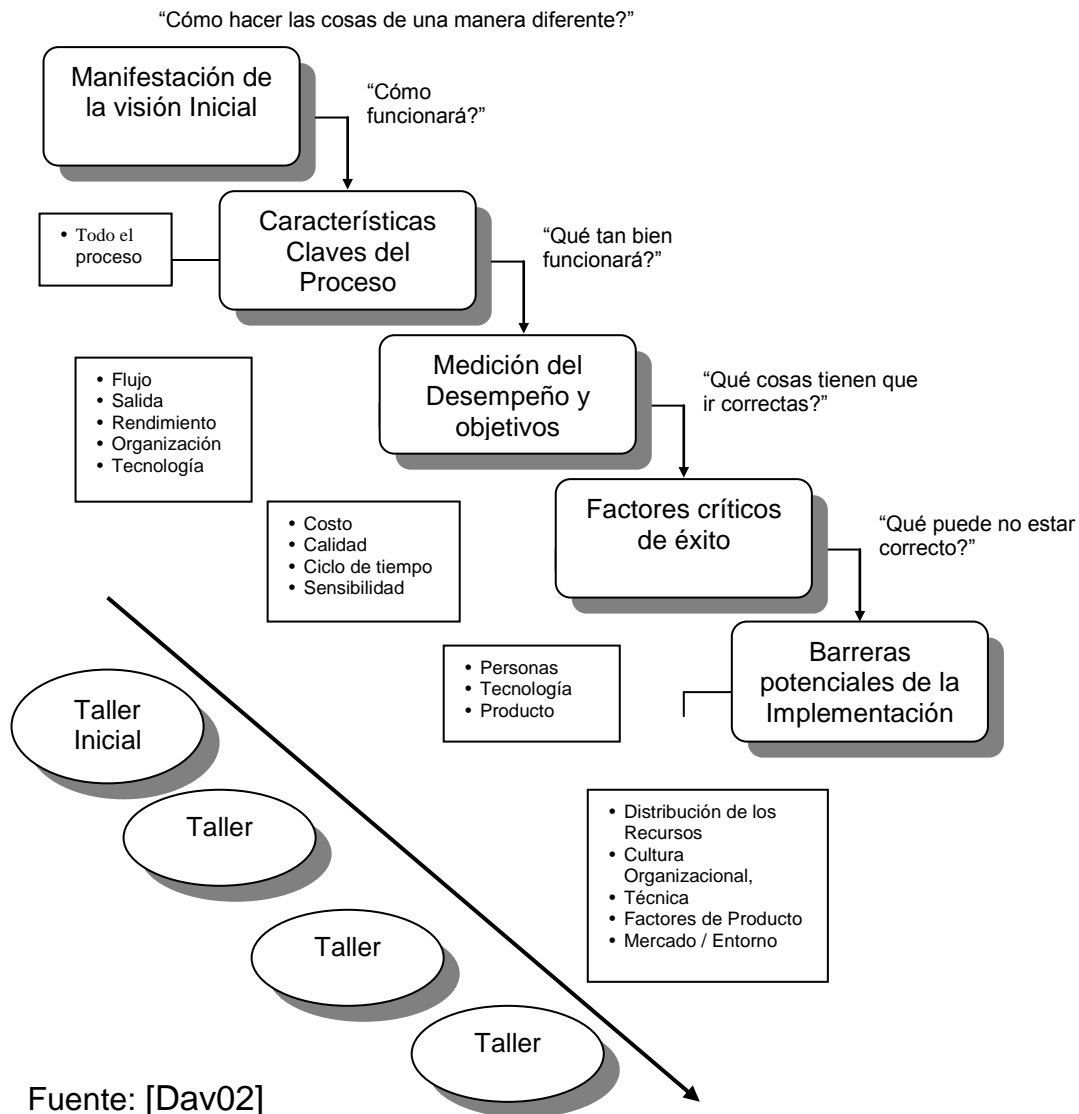 “Cómo hacer las cosas de una manera diferente?”
Manifestación de
la visión Inicial
“Cómo
funcionará?”
Características
Claves del
Proceso
• Todo el
proceso
“Qué tan bien
funcionará?”
Medición del
Desempeño y
objetivos
• Flujo
• Salida
• Rendimiento
• Organización
• Tecnología
“Qué cosas tienen que
ir correctas?”
Factores críticos
de éxito
• Costo
• Calidad
• Ciclo de tiempo
• Sensibilidad
“Qué puede no estar
correcto?”
Barreras
potenciales de la
Implementación
• Personas
• Tecnología
• Producto
• Distribución de los
Recursos
• Cultura
Organizacional,
• Técnica
• Factores de Producto
• Mercado / Entorno
Taller
Inicial
Taller
Taller
Taller
Fuente: [Dav02]